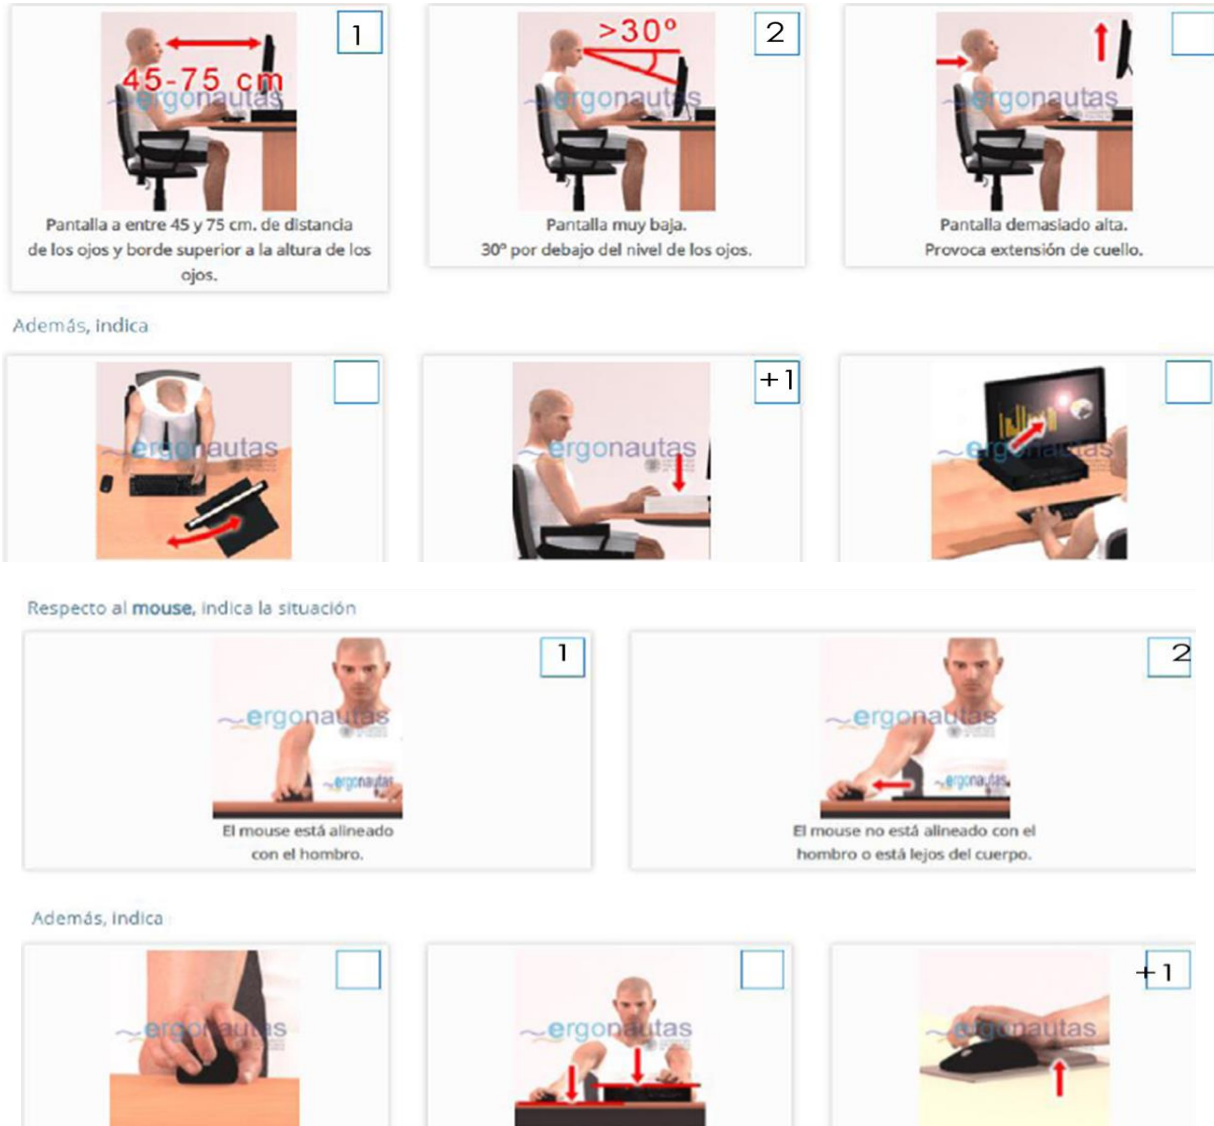 1
2
45-75 cm
>30º
ergonautas
ergonautas
ergonautas
Pantalla a entre 45 y 75 cm. de distancia
de los ojos y borde superior a la altura de los
ojos.
Pantalla muy baja.
30º por debajo del nivel de los ojos.
Pantalla demasiado alta.
Provoca extensión de cuello.
Además, indica
+1
ergonautas
ergonautas
ergonautas
Respecto al mouse, indica la situación
1
2
ergonautas
ergonautas
ergonautas
ergonautas
El mouse está alineado
con el hombro.
El mouse no está alineado con el
hombro o está lejos del cuerpo.
Además, indica
+1
ergonautas
ergonautas
ergonautas